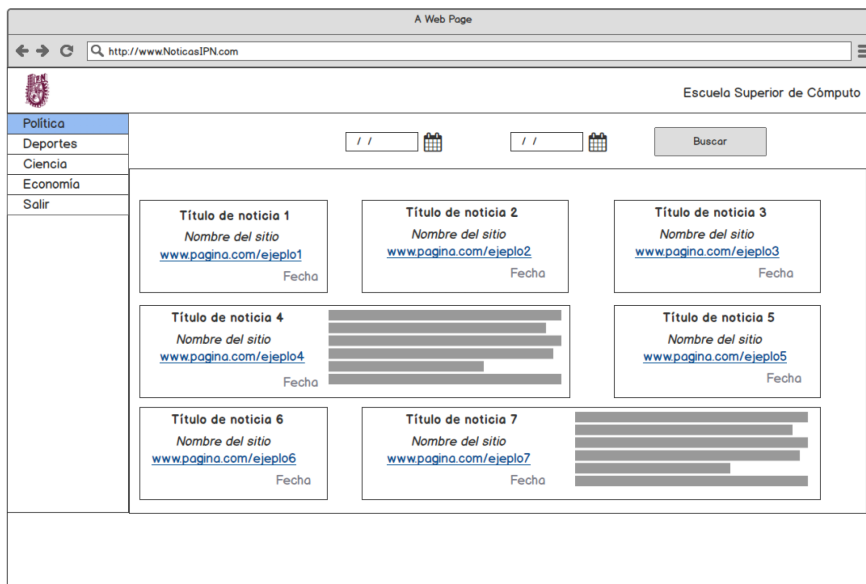 A Web Page
http://www.NoticasIPN.com
Escuela Superior de Cómputo
Política
Deportes
Ciencia
Economía
Salir
/ /
/ /
Buscar
Título de noticia 1
Nombre del sitio
www.pagina.com/ejeplo1
Fecha
Título de noticia 2
Nombre del sitio
www.pagina.com/ejeplo2
Fecha
Título de noticia 3
Nombre del sitio
www.pagina.com/ejeplo3
Fecha
Título de noticia 4
Nombre del sitio
www.pagina.com/ejeplo4
Fecha
Título de noticia 5
Nombre del sitio
www.pagina.com/ejeplo5
Fecha
Título de noticia 6
Nombre del sitio
www.pagina.com/ejeplo6
Fecha
Título de noticia 7
Nombre del sitio
www.pagina.com/ejeplo7
Fecha